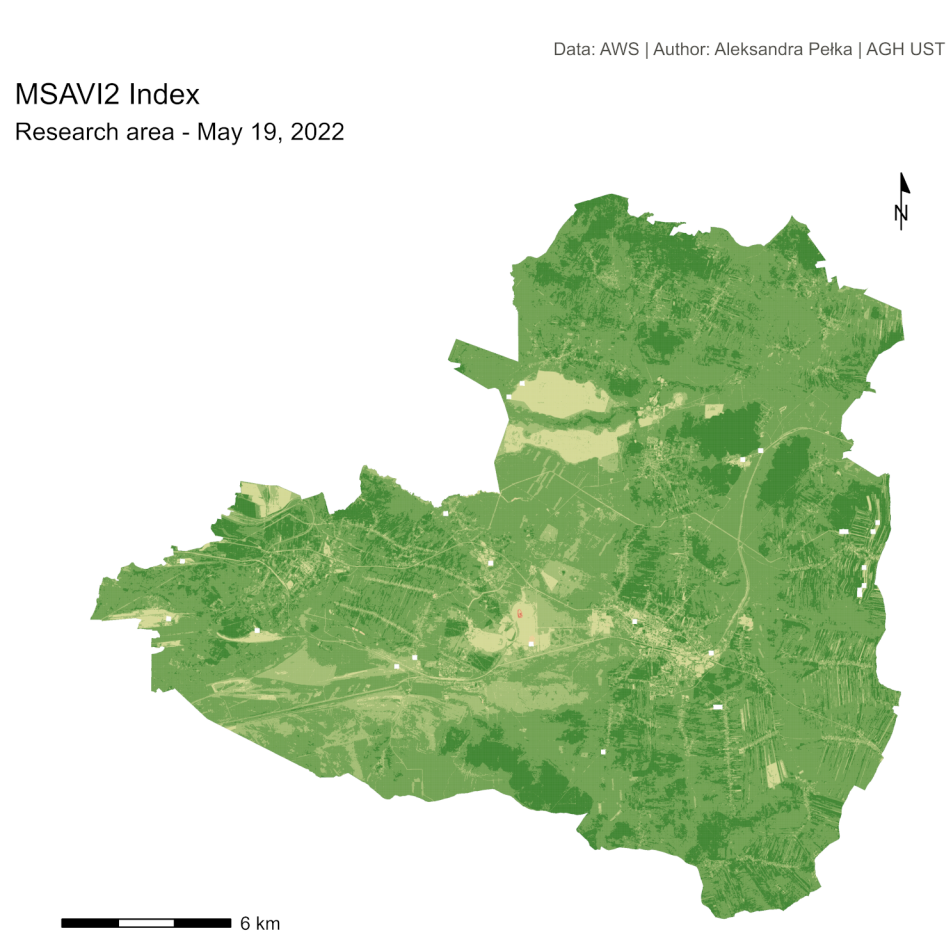 Data: AWS | Author: Aleksandra Pełka | AGH UST
MSAVI2 Index
Research area - May 19, 2022
N
6 km